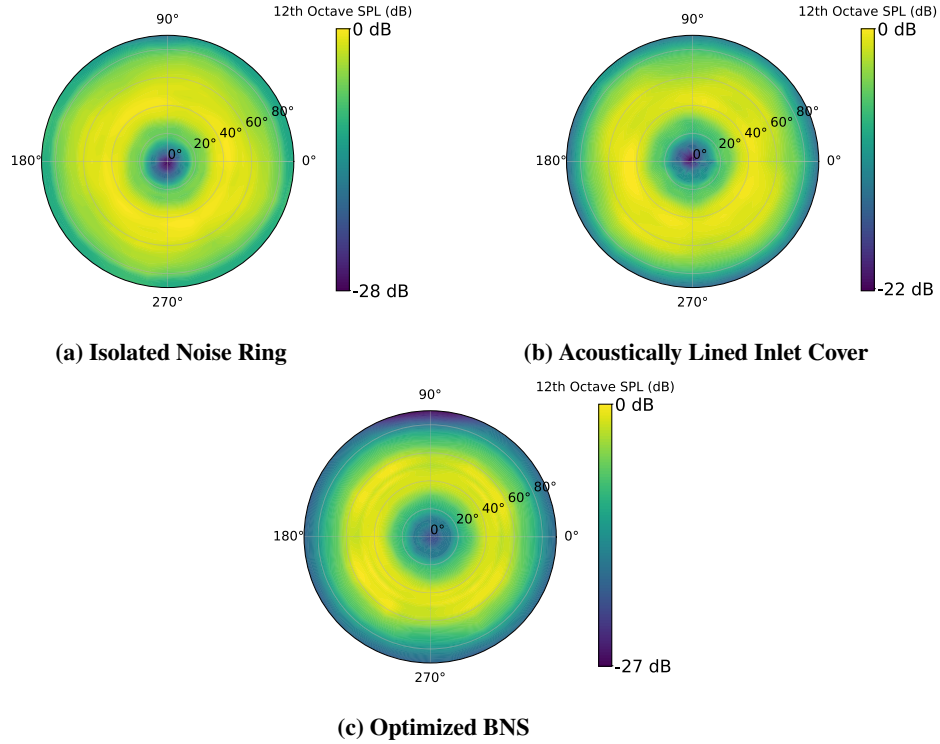 90°
12th Octave SPL (dB)
0 dB
80°
60°
40°
20°
0°
180°
0°
270°
-28 dB
(a) Isolated Noise Ring
90°
12th Octave SPL (dB)
0 dB
80°
60°
40°
20°
0°
180°
0°
270°
-22 dB
(b) Acoustically Lined Inlet Cover
90°
12th Octave SPL (dB)
0 dB
80°
60°
40°
20°
0°
180°
0°
270°
-27 dB
(c) Optimized BNS